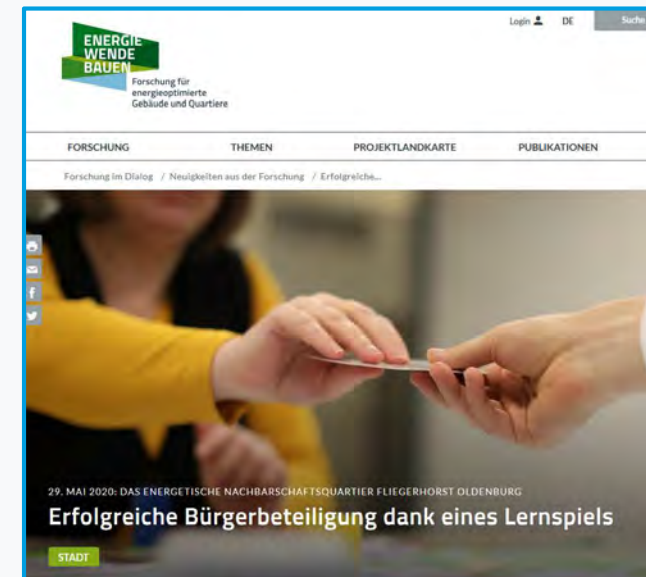 Login DE Suche
ENERGIE
WENDE
BAUEN
Forschung für
energieoptimierte
Gebäude und Quartiere
FORSCHUNG THEMEN PROJEKTLANDKARTE PUBLIKATIONEN
Forschung im Dialog / Neuigkeiten aus der Forschung / Erfolgreiche...
29. MAI 2020: DAS ENERGETISCHE NACHBARSCHAFTSQUARTIER FLIEGERHORST OLDENBURG
Erfolgreiche Bürgerbeteiligung dank eines Lernspiels
STADT